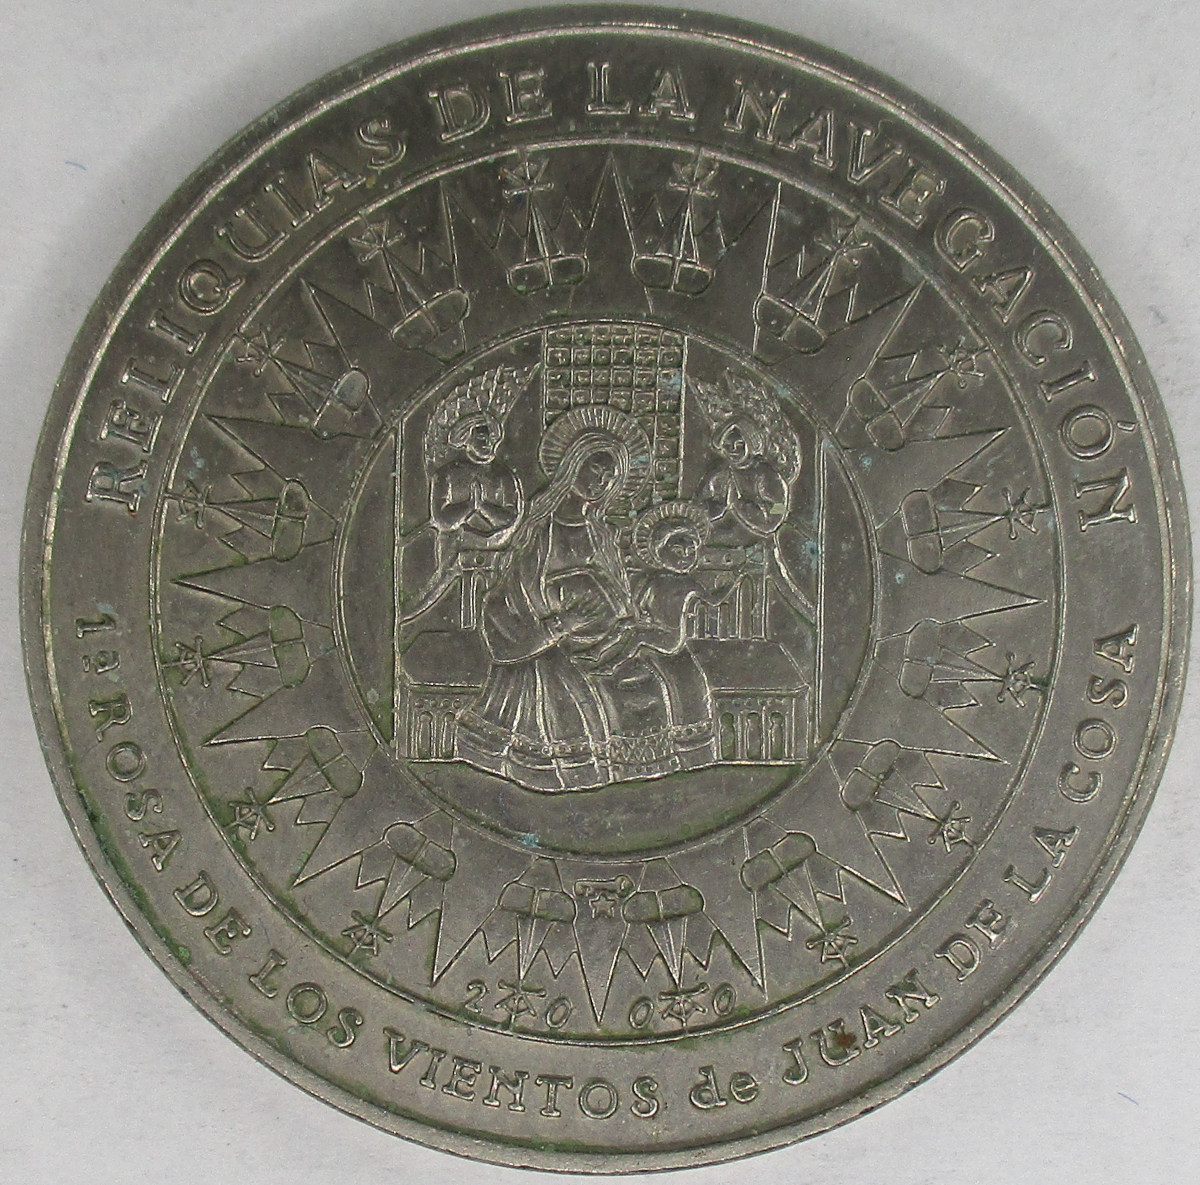 RELIQUIAS DE LA NAVEGACIÓN
1ª ROSA DE LOS VIENTOS de JUAN DE LA COSA
2000